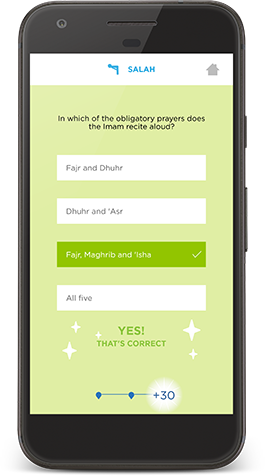 SALAH
In which of the obligatory prayers does
the Imam recite aloud?
Fajr and Dhuhr
Dhuhr and 'Asr
Fajr, Maghrib and 'Isha
All five
YES!
THAT'S CORRECT
+30